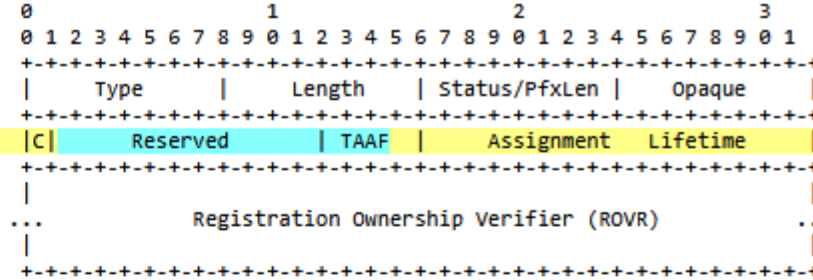 0                   1                   2                   3
0 1 2 3 4 5 6 7 8 9 0 1 2 3 4 5 6 7 8 9 0 1 2 3 4 5 6 7 8 9 0 1
+-+-+-+-+-+-+-+-+-+-+-+-+-+-+-+-+-+-+-+-+-+-+-+-+-+-+-+-+-+-+-+-
|     Type      |     Length    | Status/PfxLen |    Opaque     |
+-+-+-+-+-+-+-+-+-+-+-+-+-+-+-+-+-+-+-+-+-+-+-+-+-+-+-+-+-+-+-+-
|C|      Reserved       | TAAF  |     Assignment   Lifetime     |
+-+-+-+-+-+-+-+-+-+-+-+-+-+-+-+-+-+-+-+-+-+-+-+-+-+-+-+-+-+-+-+-
|                                                               |
...            Registration Ownership Verifier (ROVR)           ..
|                                                               |
+-+-+-+-+-+-+-+-+-+-+-+-+-+-+-+-+-+-+-+-+-+-+-+-+-+-+-+-+-+-+-+-